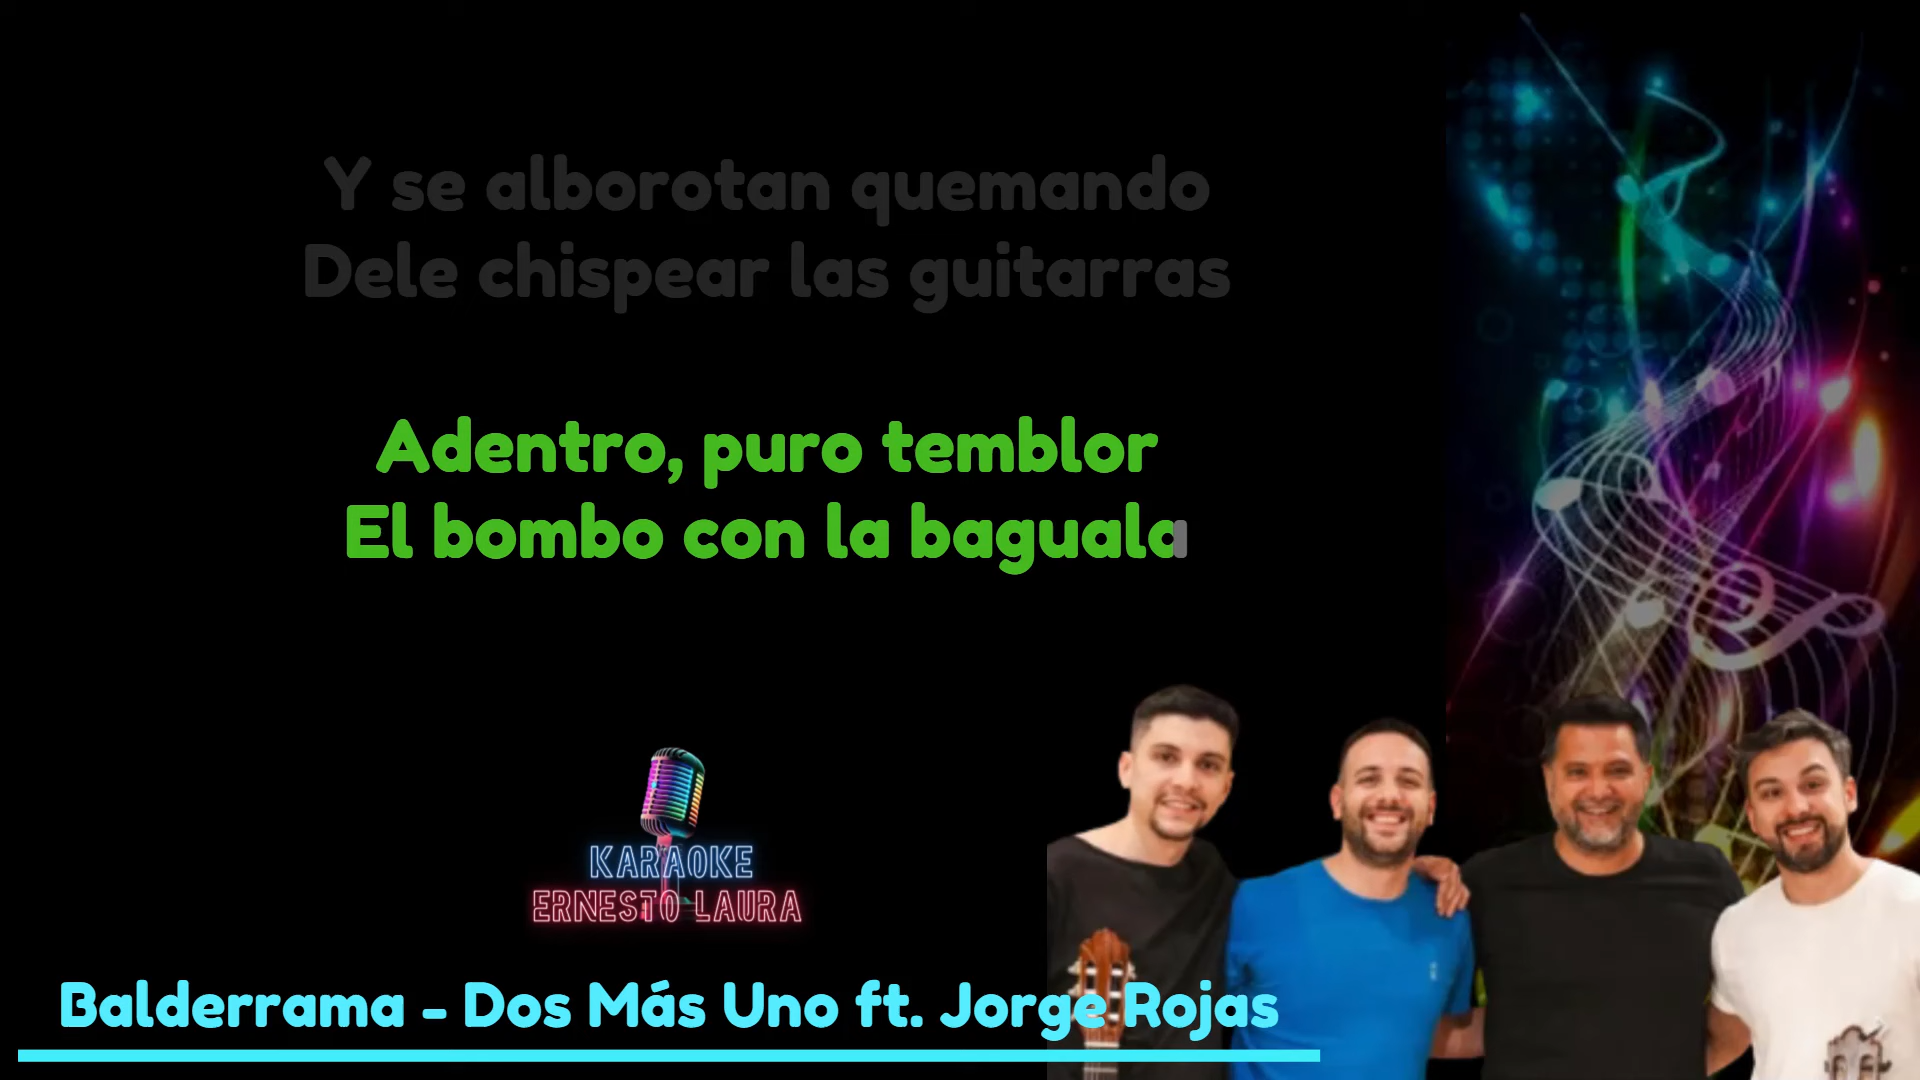 Y se alborotan quemando
Dele chispear las guitarras
Adentro, puro temblor
El bombo con la baguala
KARAOKE
ERNESTO LAURA
Balderrama - Dos Más Uno ft. Jorge Rojas